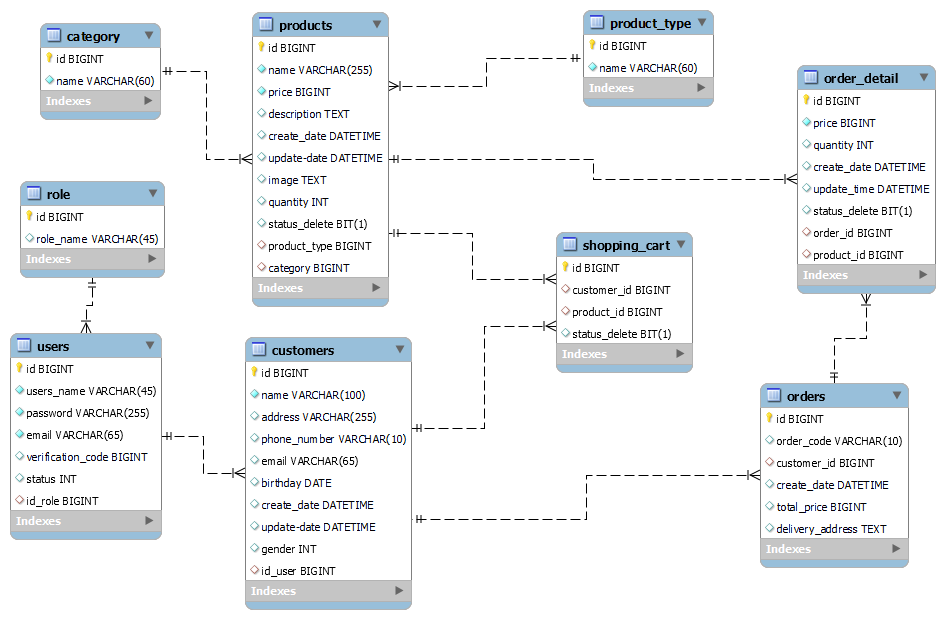 category
id BIGINT
name VARCHAR(60)
Indexes
products
id BIGINT
name VARCHAR(255)
price BIGINT
description TEXT
create_date DATETIME
update-date DATETIME
image TEXT
quantity INT
status_delete BIT(1)
product_type BIGINT
category BIGINT
Indexes
product_type
id BIGINT
name VARCHAR(60)
Indexes
order_detail
id BIGINT
price BIGINT
quantity INT
create_date DATETIME
update_time DATETIME
status_delete BIT(1)
order_id BIGINT
product_id BIGINT
Indexes
role
id BIGINT
role_name VARCHAR(45)
Indexes
shopping_cart
id BIGINT
customer_id BIGINT
product_id BIGINT
status_delete BIT(1)
Indexes
users
id BIGINT
users_name VARCHAR(45)
password VARCHAR(255)
email VARCHAR(65)
verification_code BIGINT
status INT
id_role BIGINT
Indexes
customers
id BIGINT
name VARCHAR(100)
address VARCHAR(255)
phone_number VARCHAR(10)
email VARCHAR(65)
birthday DATE
create_date DATETIME
update-date DATETIME
gender INT
id_user BIGINT
Indexes
orders
id BIGINT
order_code VARCHAR(10)
customer_id BIGINT
create_date DATETIME
total_price BIGINT
delivery_address TEXT
Indexes